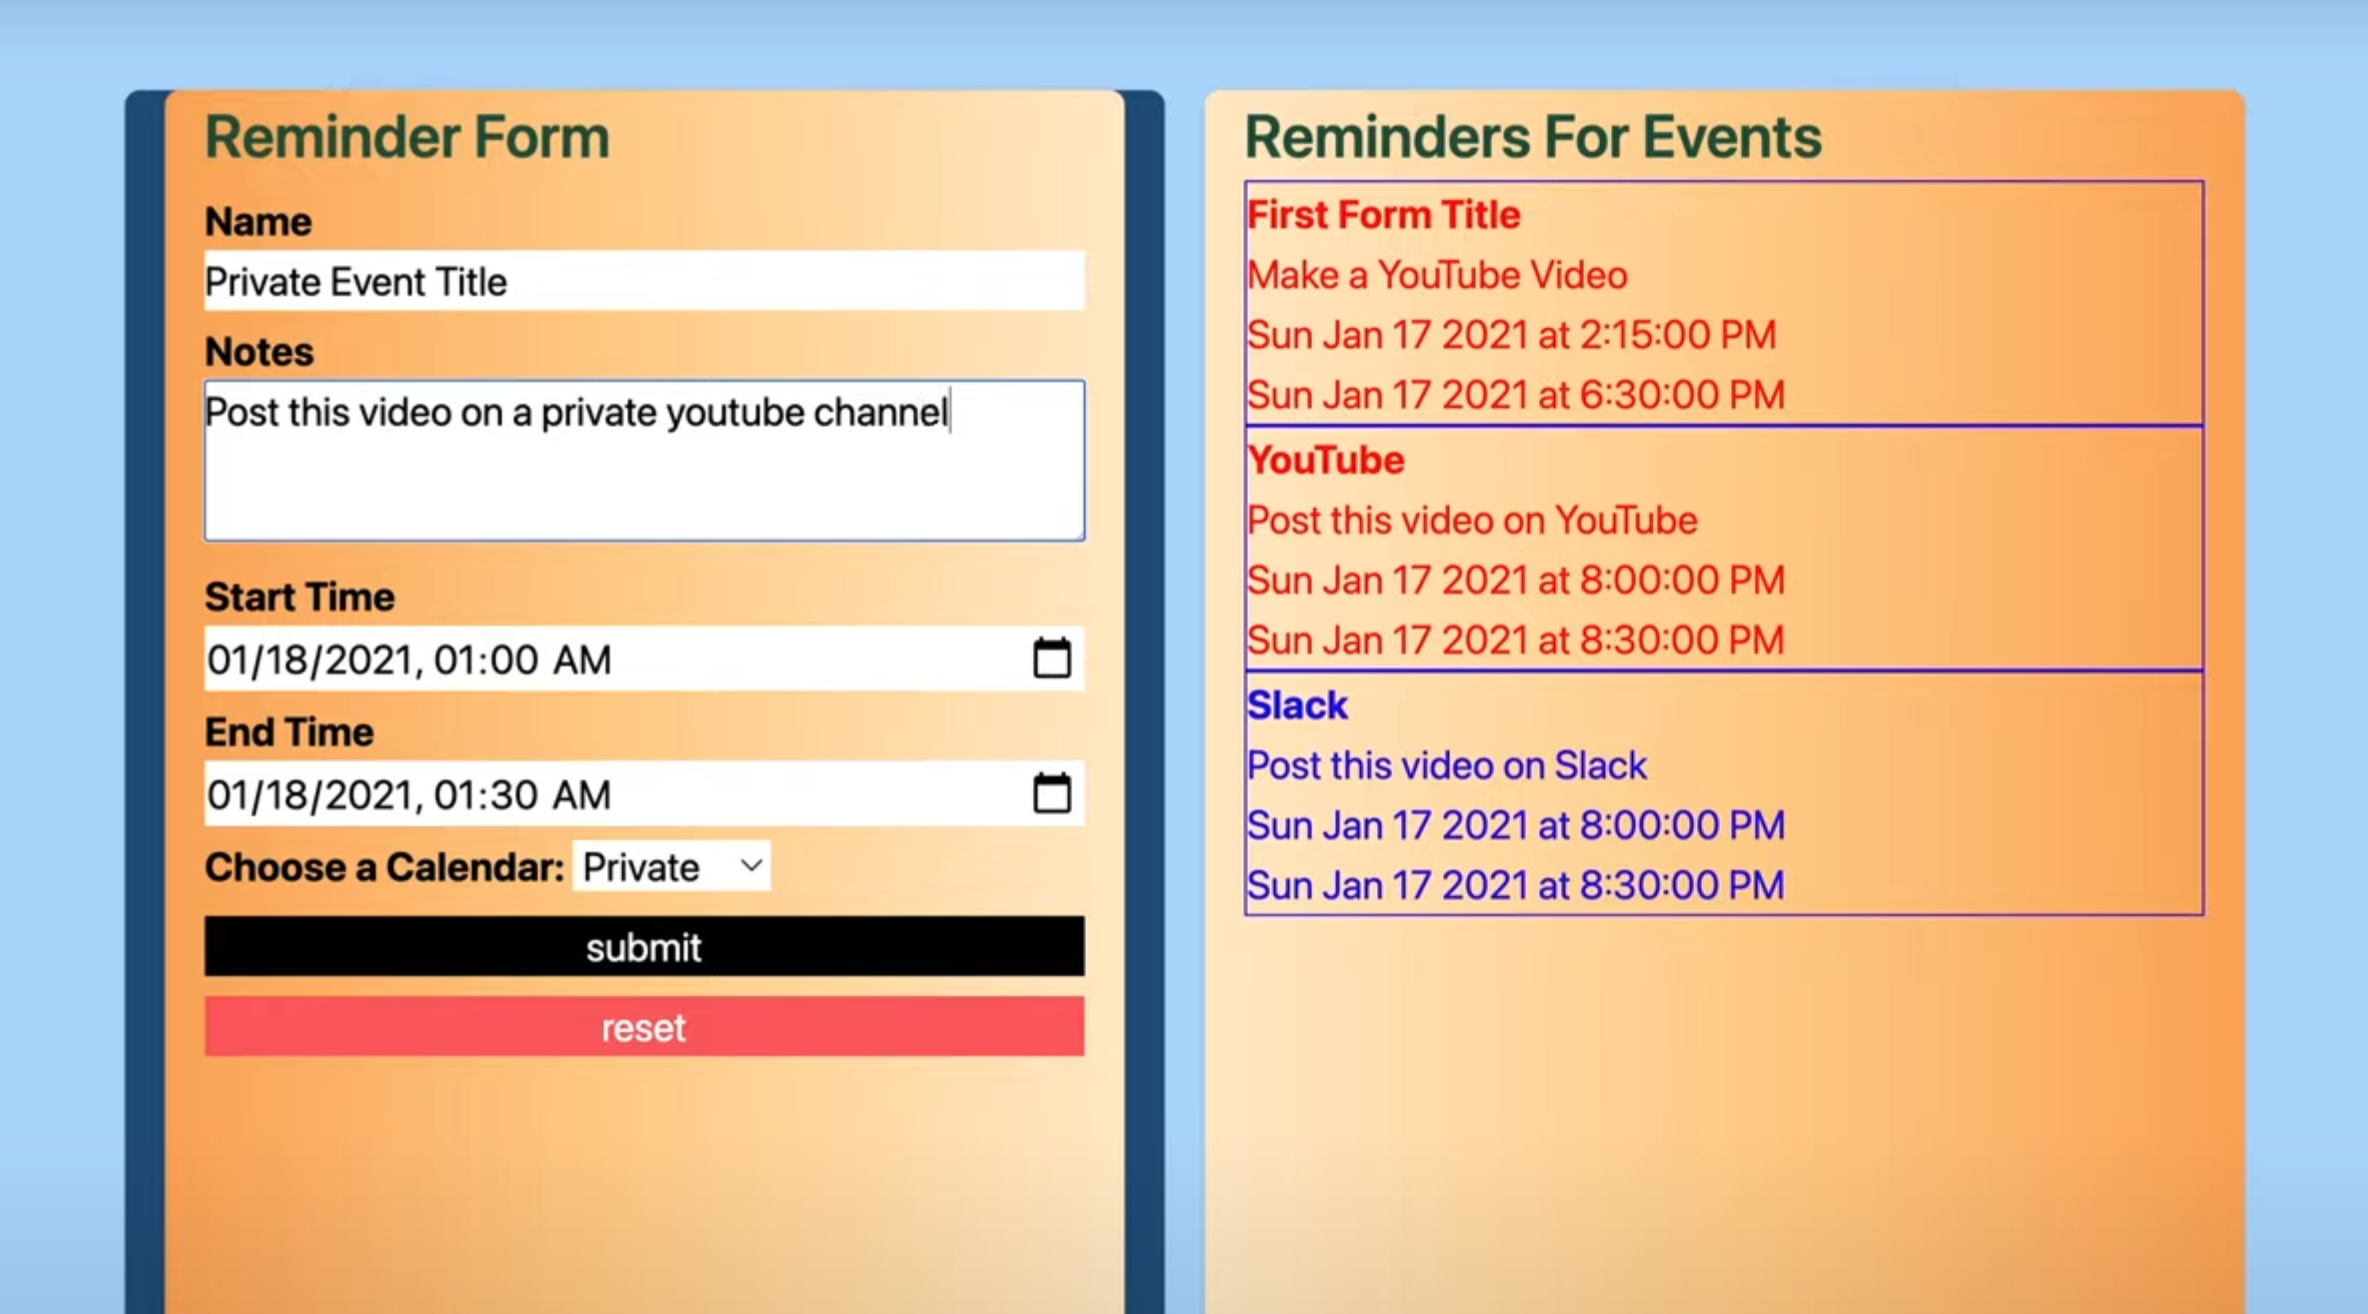 Reminder Form
Name
Private Event Title
Notes
Post this video on a private youtube channel
Start Time
01/18/2021, 01:00 AM
End Time
01/18/2021, 01:30 AM
Choose a Calendar: Private
submit
reset
Reminders For Events
First Form Title
Make a YouTube Video
Sun Jan 17 2021 at 2:15:00 PM
Sun Jan 17 2021 at 6:30:00 PM
YouTube
Post this video on YouTube
Sun Jan 17 2021 at 8:00:00 PM
Sun Jan 17 2021 at 8:30:00 PM
Slack
Post this video on Slack
Sun Jan 17 2021 at 8:00:00 PM
Sun Jan 17 2021 at 8:30:00 PM